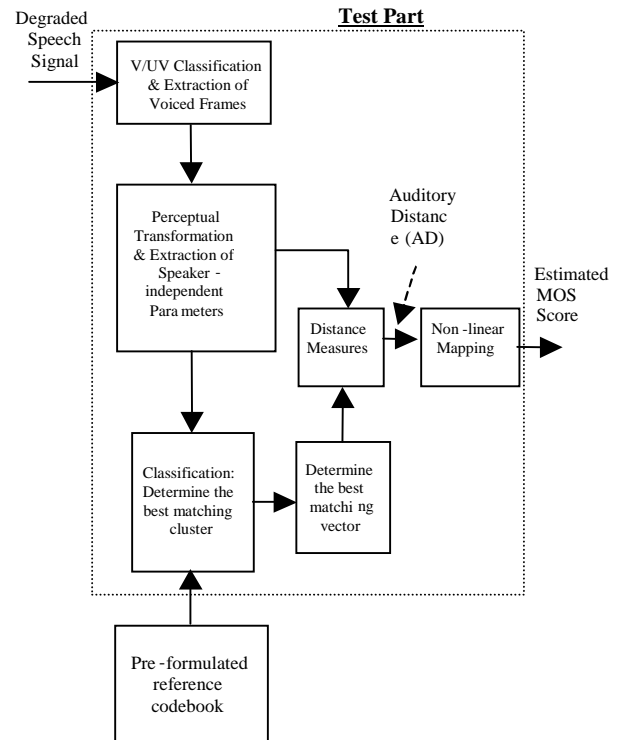 Test Part
Degraded
Speech
Signal
V/UV Classification
& Extraction of
Voiced Frames
Perceptual
Transformation
& Extraction of
Speaker -
independent
Para meters
Auditory
Distanc
e (AD)
Estimated
MOS
Score
Distance
Measures
Non -linear
Mapping
Classification:
Determine the
best matching
cluster
Determine
the best
matchi ng
vector
Pre -formulated
reference
codebook